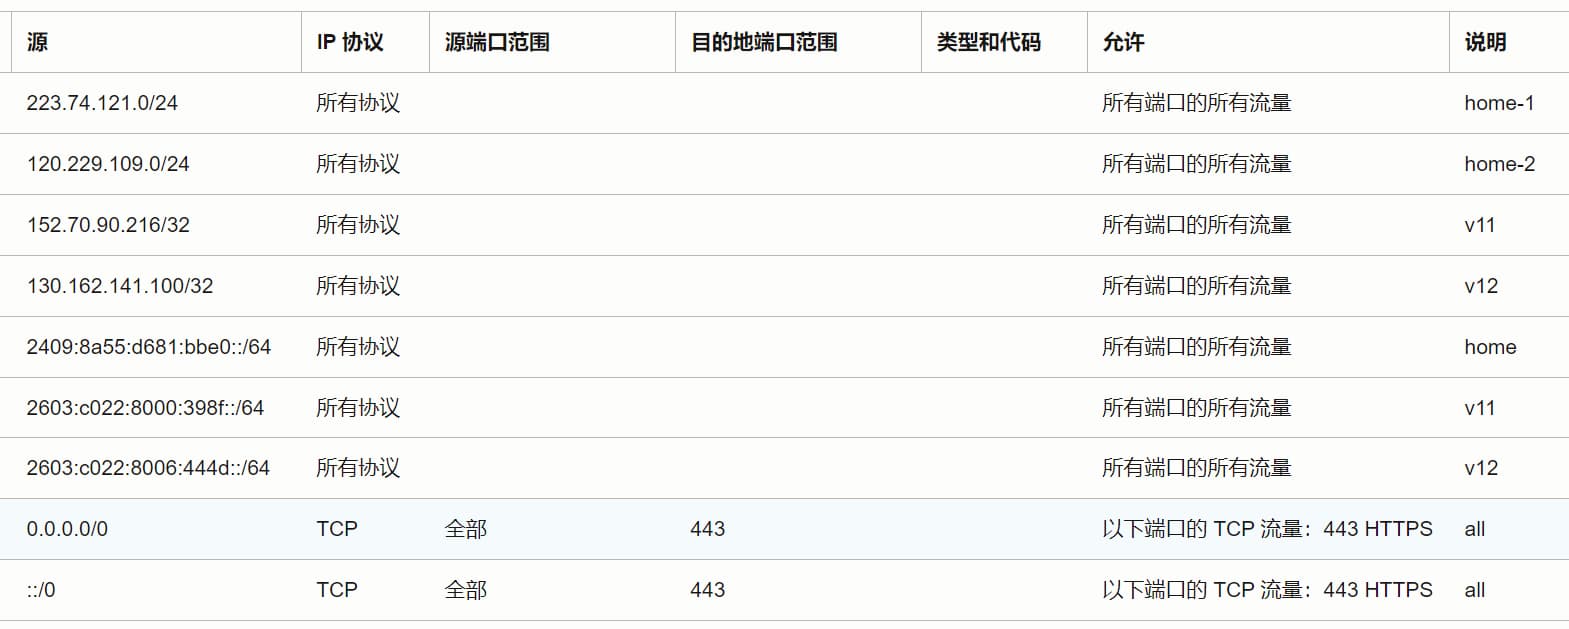 源 IP 协议 源端口范围 目的地端口范围 类型和代码 允许 说明
223.74.121.0/24 所有协议 所有端口的所有流量 home-1
120.229.109.0/24 所有协议 所有端口的所有流量 home-2
152.70.90.216/32 所有协议 所有端口的所有流量 v11
130.162.141.100/32 所有协议 所有端口的所有流量 v12
2409:8a55:d681:bbe0::/64 所有协议 所有端口的所有流量 home
2603:c022:8000:398f::/64 所有协议 所有端口的所有流量 v11
2603:c022:8006:444d::/64 所有协议 所有端口的所有流量 v12
0.0.0.0/0 TCP 全部 443 以下端口的 TCP 流量：443 HTTPS all
::/0 TCP 全部 443 以下端口的 TCP 流量：443 HTTPS all